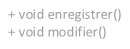 + void enregistrer()
+ void modifier()